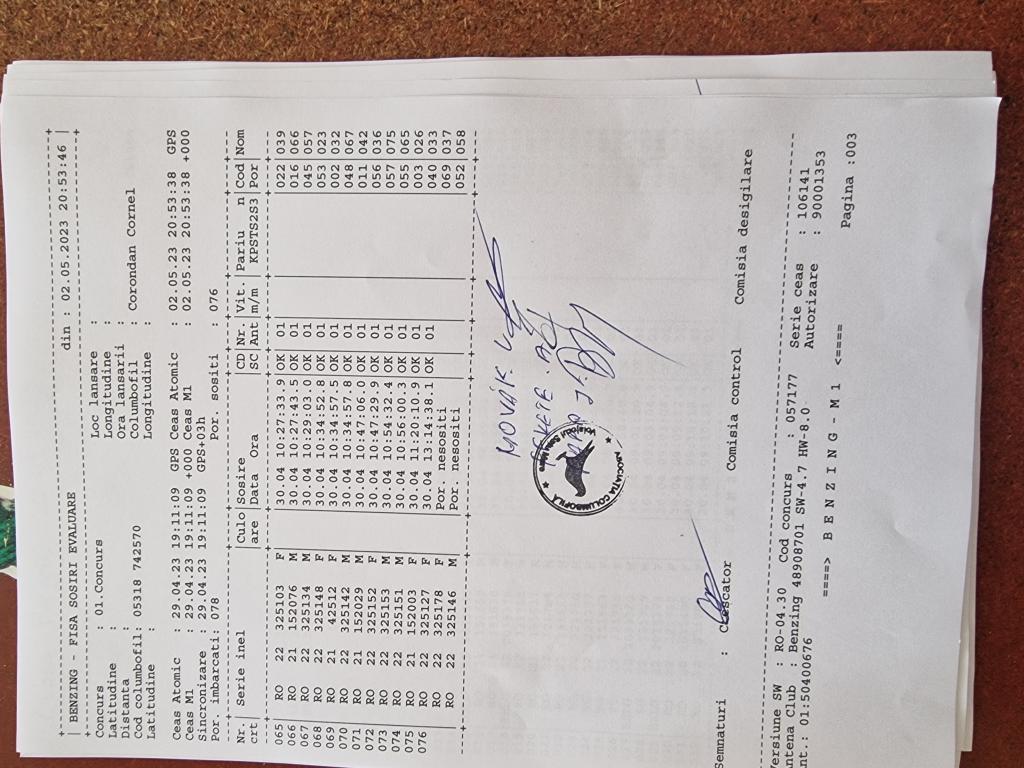 BENZING - FISA SOSIRI EVALUARE din : 02.05.2023 20:53:46
Concurs : 01.Concurs Loc lansare :
Latitudine : Longitudine :
Distanta : Ora lansarii :
Cod columbofil: 05318 742570 Columbofil : Corondan Cornel
Latitudine : Longitudine :
Ceas Atomic : 29.04.23 19:11:09 GPS Ceas Atomic : 02.05.23 20:53:38 GPS
Ceas M1 : 29.04.23 19:11:09 +000 Ceas M1 : 02.05.23 20:53:38 +000
Sincronizare : 29.04.23 19:11:09 GPS+03h
Por. imbarcati: 078 Por. sositi : 076
Nr. | Serie inel | Culo | Sosire | CD | Nr. | Vit. | Pariu n | Cod | Nom
crt | are | Data Ora | SC | Ant | m/m | KPSTS2S3 | Por
065 RO 22 325103 F 30.04 10:27:33.9 OK 01 022 039
066 RO 21 152076 M 30.04 10:27:43.5 OK 01 016 066
067 RO 22 325134 M 30.04 10:29:03.0 OK 01 045 057
068 RO 22 325148 F 30.04 10:34:52.8 OK 01 053 023
069 RO 21 42512 F 30.04 10:34:57.5 OK 01 002 032
070 RO 22 325142 M 30.04 10:34:57.8 OK 01 048 067
071 RO 21 152029 M 30.04 10:47:06.0 OK 01 011 042
072 RO 22 325152 F 30.04 10:47:29.9 OK 01 056 036
073 RO 22 325153 M 30.04 10:54:32.4 OK 01 057 075
074 RO 22 325151 M 30.04 10:56:00.3 OK 01 055 065
075 RO 21 152003 F 30.04 11:20:10.9 OK 01 003 026
076 RO 22 325127 F 30.04 13:14:38.1 OK 01 040 033
RO 22 325178 F Por. nesositi 069 037
RO 22 325146 M Por. nesositi 052 058
NOVÁK
ASOCIATIA COLUMBOFILA
Semnaturi : Crescator Comisia control Comisia desigilare
Versiune SW : RO-04.30 Cod concurs : 057177 Serie ceas : 106141
Antena Club : Benzing 48908701 SW-4.7 HW-8.0 Autorizare : 90001353
Ant.: 01:50400676
====> B E N Z I N G - M 1 <==== Pagina :003